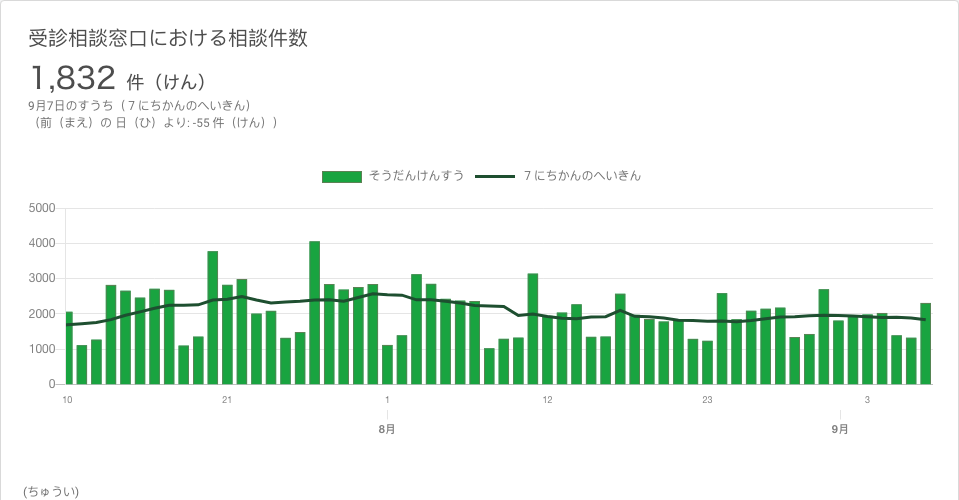 受診相談窓口における相談件数
1,832 件（けん）
9月7日のすうち（７にちかんのへいきん）
（前（まえ）の 日（ひ）より: -55 件（けん））
そうだんけんすう ７にちかんのへいきん
5000
4000
3000
2000
1000
0
10 21 1 12 23 3
8月 9月
(ちゅうい)